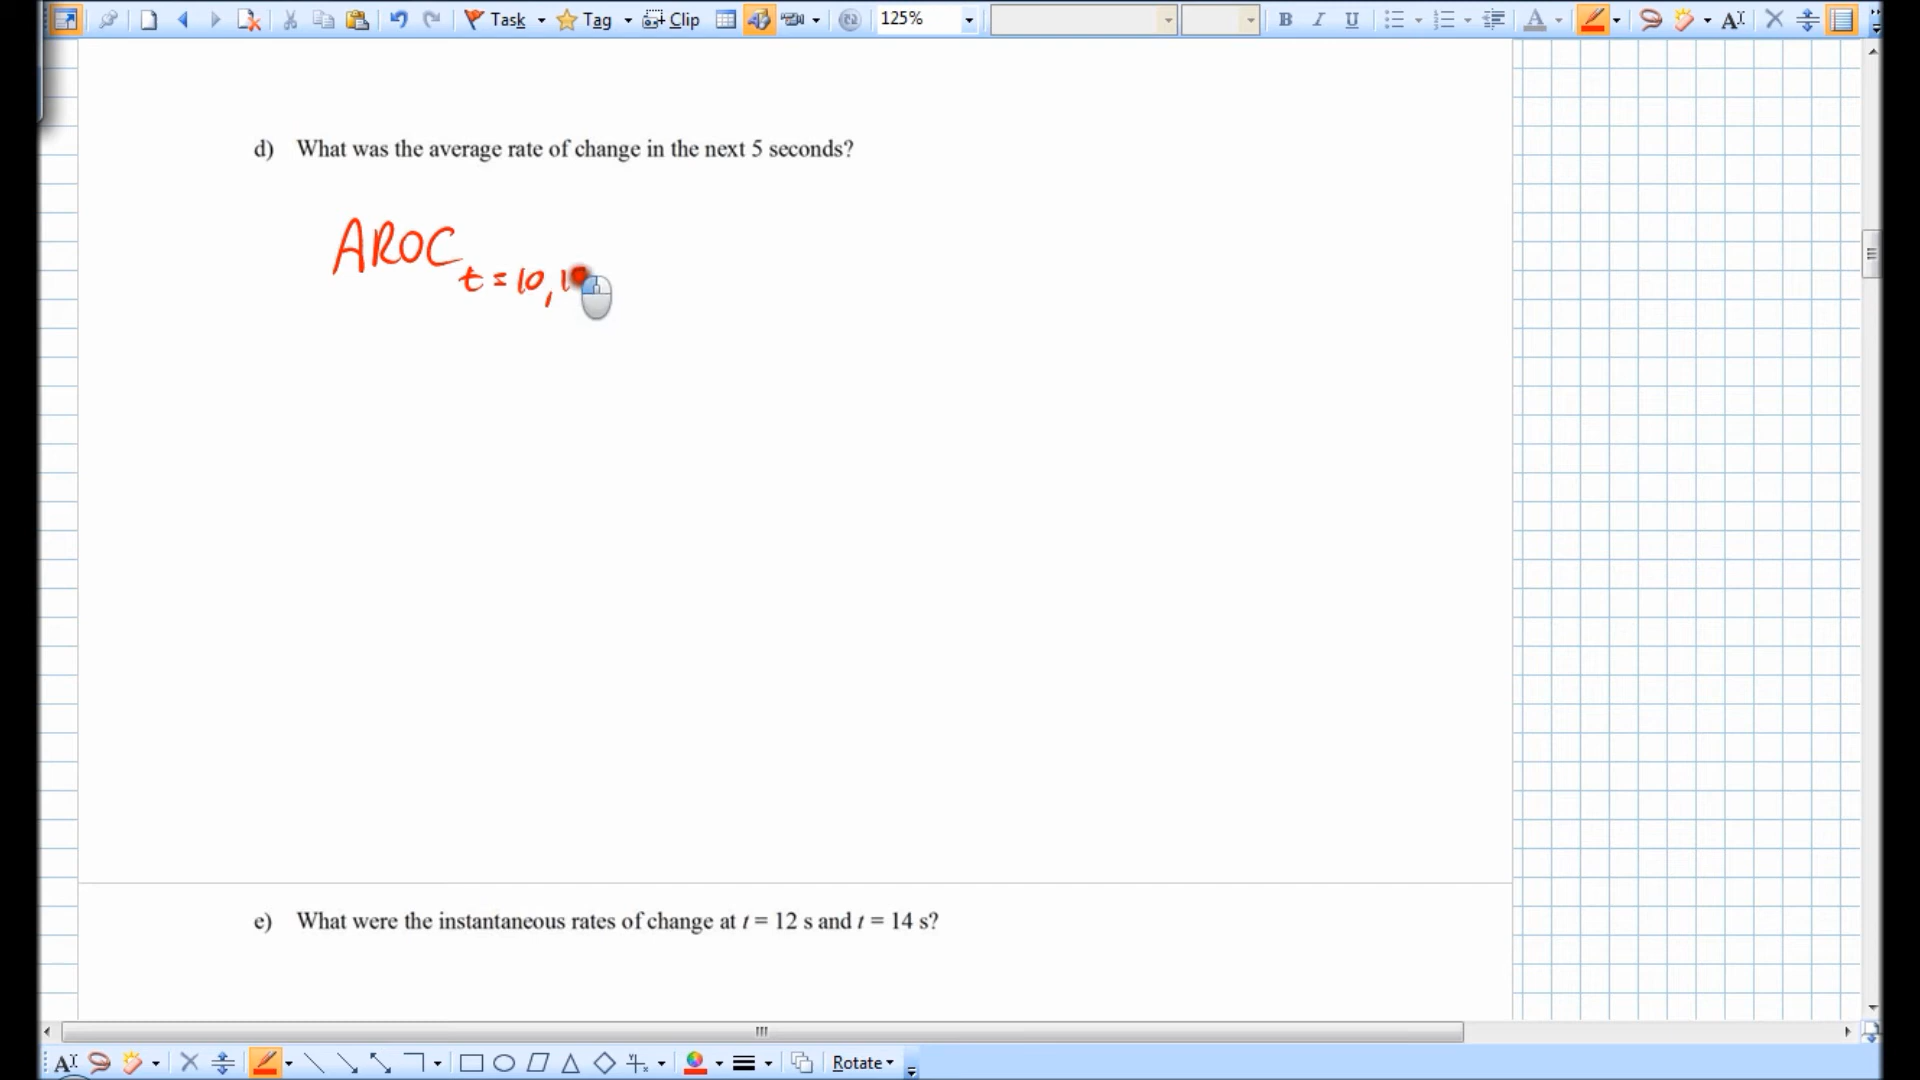 Task Tag Clip 125% B I U A
d) What was the average rate of change in the next 5 seconds?
AROC t = 10, 1
e) What were the instantaneous rates of change at t = 12 s and t = 14 s?
Rotate